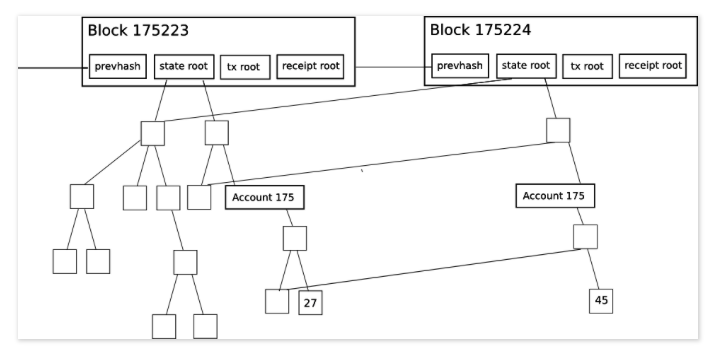 Block 175223
prevhash state root tx root receipt root
Block 175224
prevhash state root tx root receipt root
Account 175
Account 175
27
45